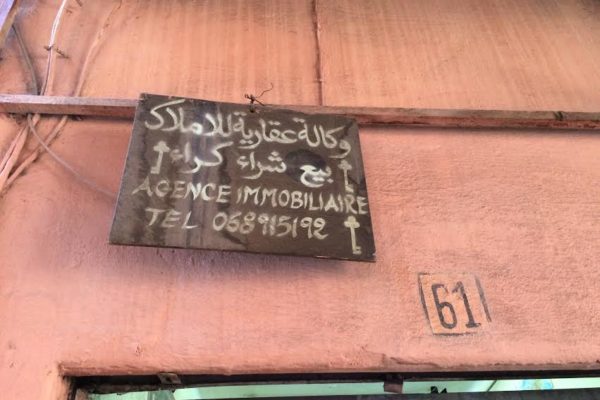 وكالة عقارية للاملاك
بيع شراء كراء
AGENCE IMMOBILIAIRE
TEL 068915192
61